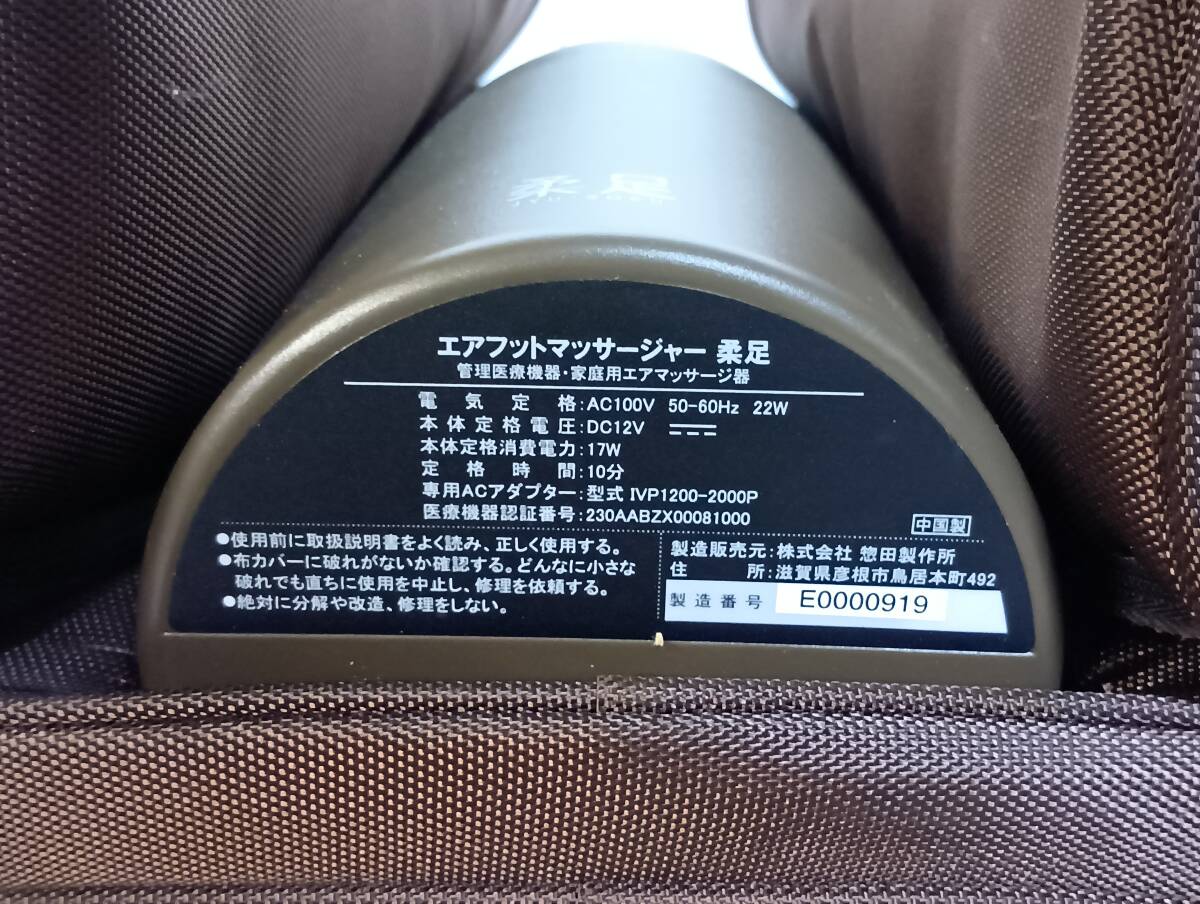 柔足
エアフットマッサージャー 柔足
管理医療機器・家庭用エアマッサージ器
電気定格:AC100V 50-60Hz 22W
本体定格電圧:DC12V
本体定格消費電力:17W
定格時間:10分
専用ACアダプター:型式 IVP1200-2000P
医療機器認証番号:230AABZX00081000
中国製
●使用前に取扱説明書をよく読み、正しく使用する。
●布カバーに破れがないか確認する。どんなに小さな
破れでも直ちに使用を中止し、修理を依頼する。
●絶対に分解や改造、修理をしない。
製造販売元:株式会社 惣田製作所
住所:滋賀県彦根市鳥居本町492
製造番号 E0000919